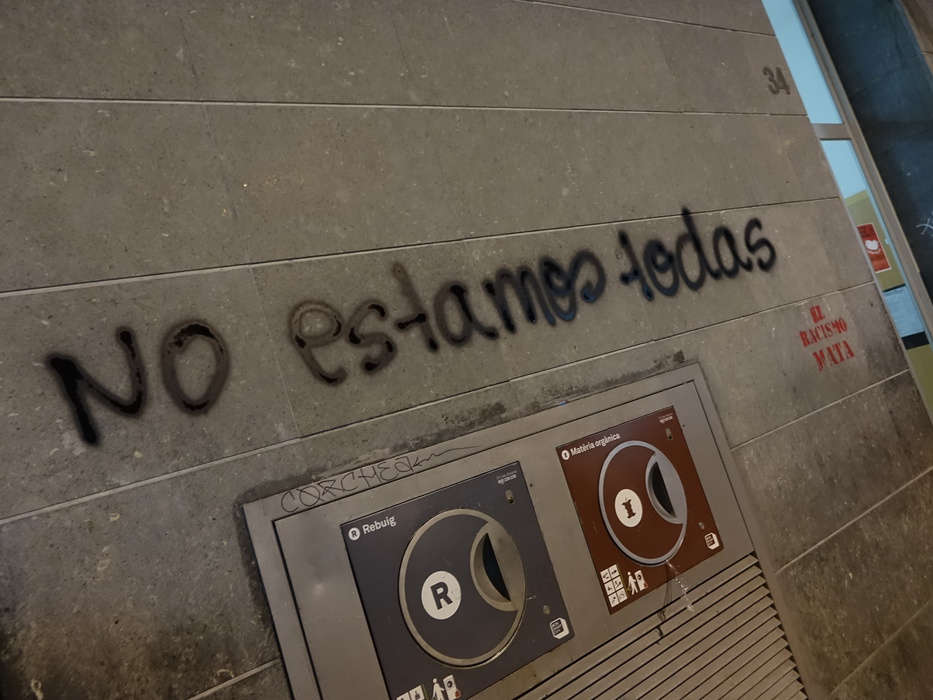 34
NO estamos todas
EL
RACISMO
MATA
R Rebuig
R
Matèria orgànica